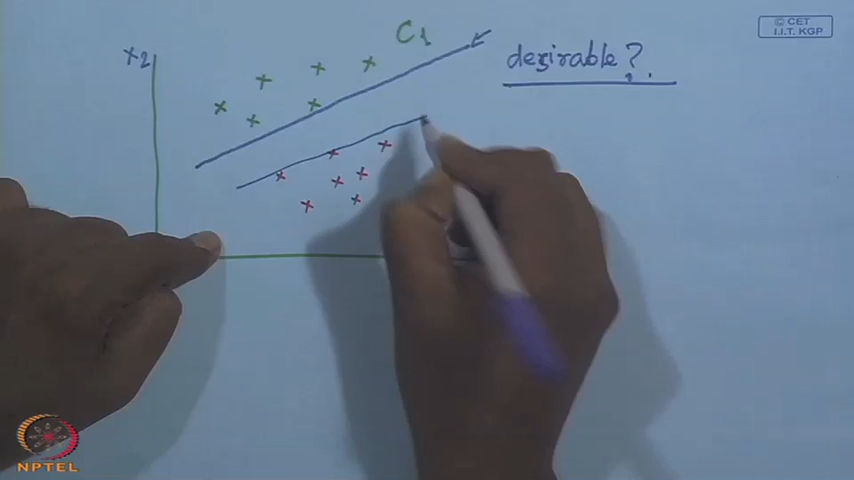 C1
x2
desirable?
© CET
I.I.T. KGP
NPTEL